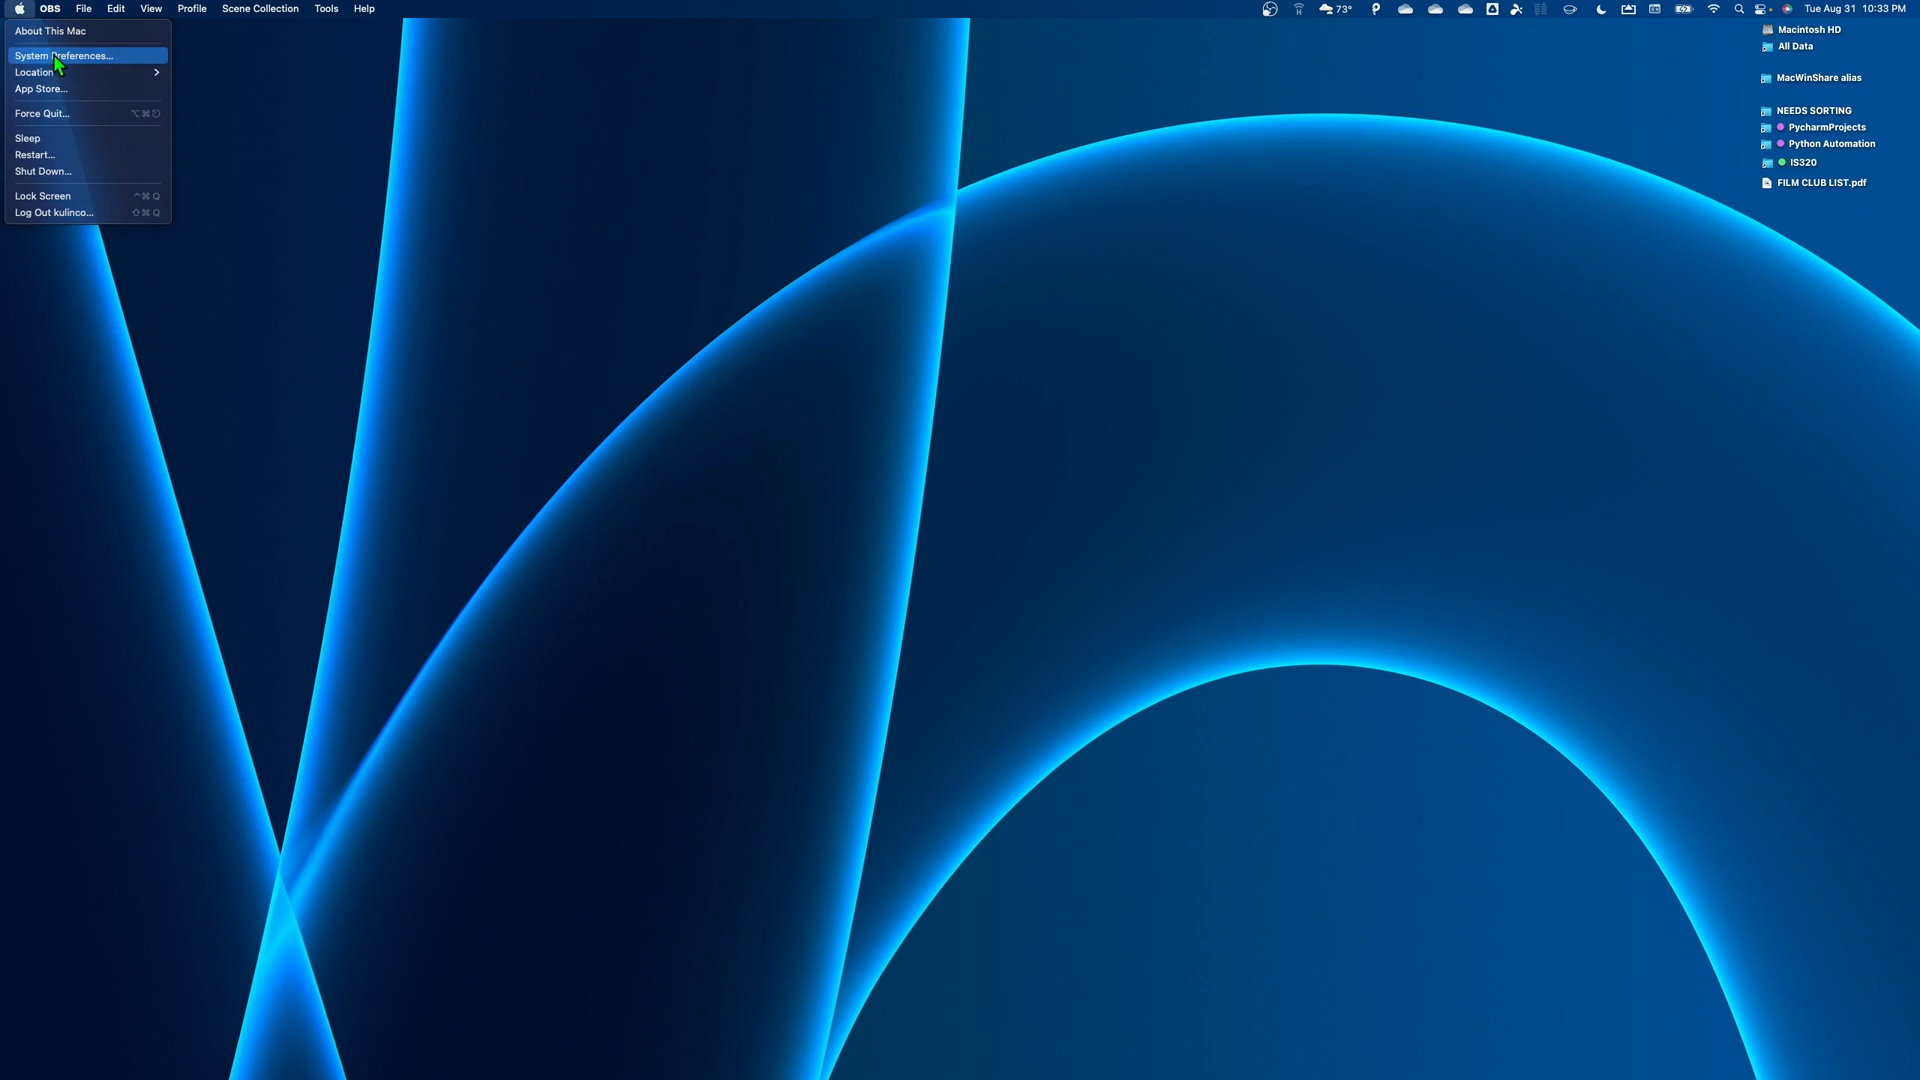 OBS File Edit View Profile Scene Collection Tools Help 73° Tue Aug 31 10:33 PM
About This Mac
System Preferences...
Location
App Store...
Force Quit... ⌥⌘⎋
Sleep
Restart...
Shut Down...
Lock Screen ^⌘Q
Log Out kulinco... ⇧⌘Q
Macintosh HD
All Data
MacWinShare alias
NEEDS SORTING
PycharmProjects
Python Automation
IS320
FILM CLUB LIST.pdf